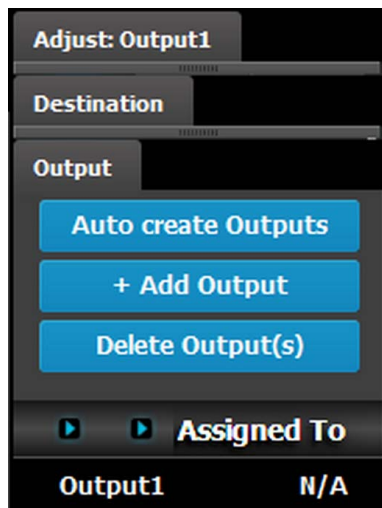 Adjust: Output1
Destination
Output
Auto create Outputs
+ Add Output
Delete Output(s)
Assigned To
Output1 N/A